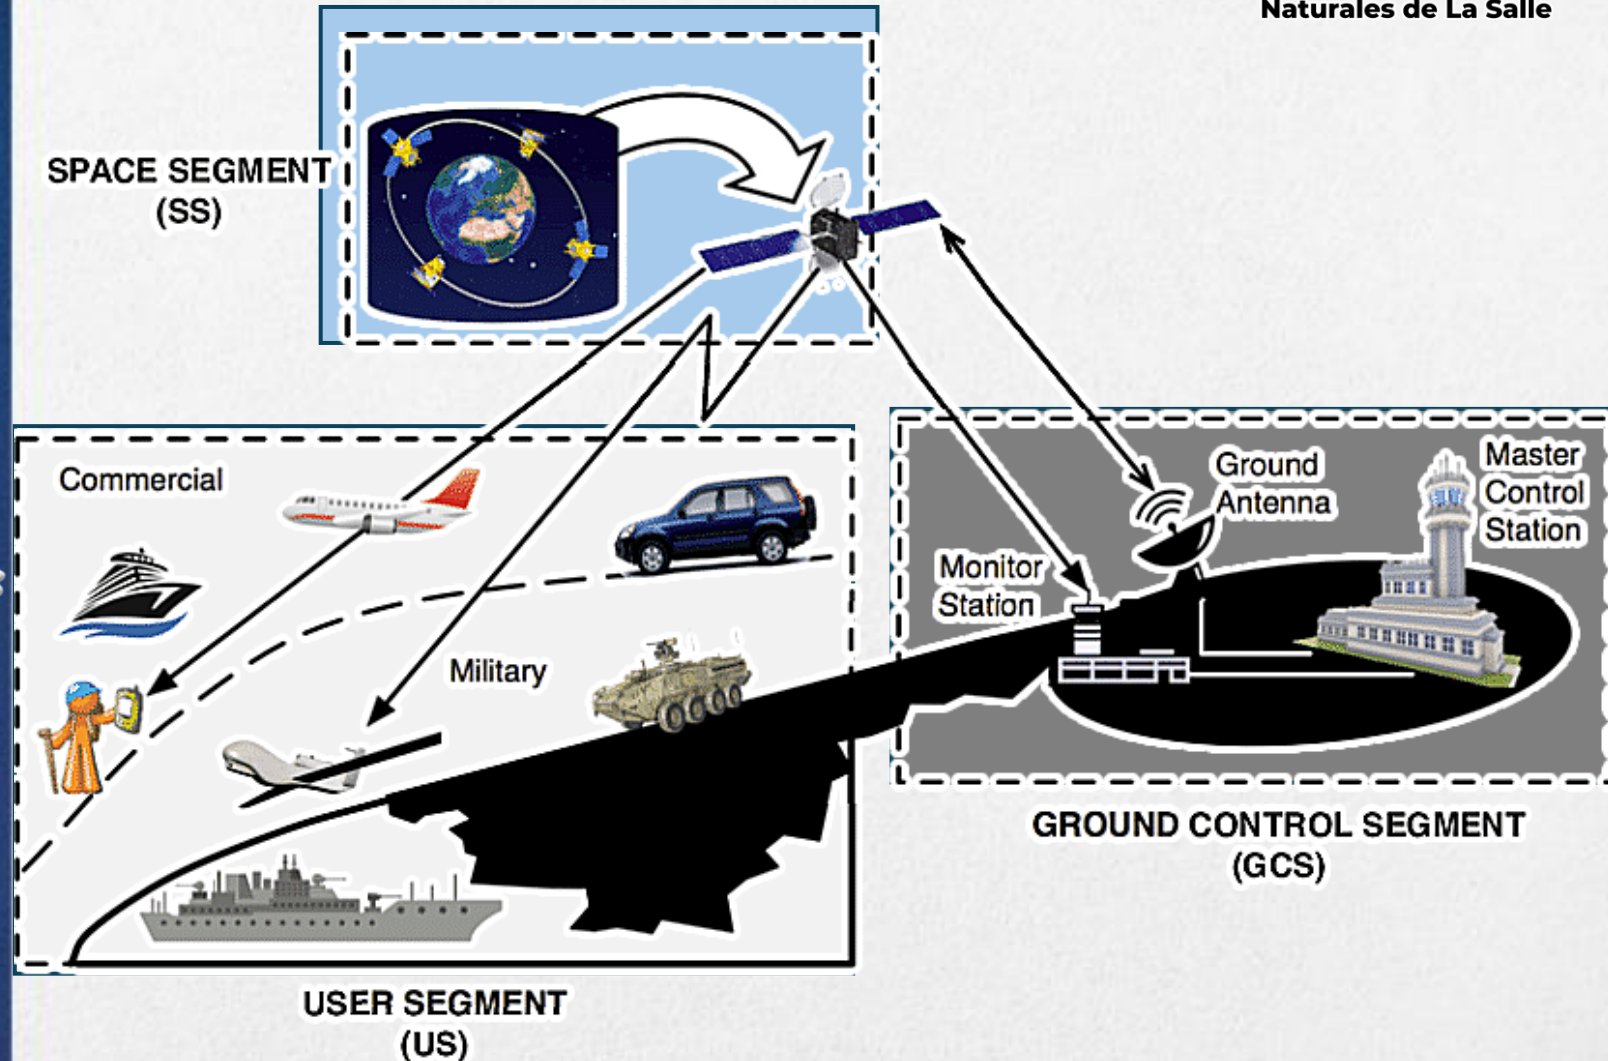 Naturales de La Salle
SPACE SEGMENT
(SS)
Commercial
Military
Ground
Antenna
Master
Control
Station
Monitor
Station
GROUND CONTROL SEGMENT
(GCS)
USER SEGMENT
(US)